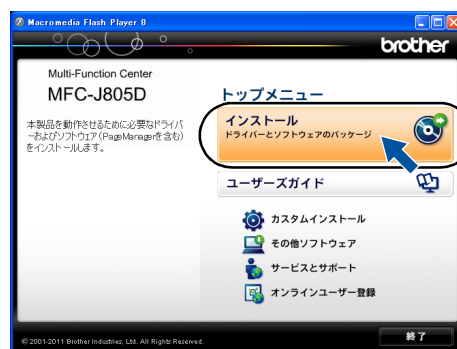 Macromedia Flash Player 8
brother
Multi-Function Center
MFC-J805D
本製品を動作させるために必要なドライバ
ーおよびソフトウェア(PageManagerを含む)
をインストールします。
トップメニュー
インストール
ドライバーとソフトウェアのパッケージ
ユーザーズガイド
カスタムインストール
その他ソフトウェア
サービスとサポート
オンラインユーザー登録
© 2001-2011 Brother Industries, Ltd. All Rights Reserved.
終了